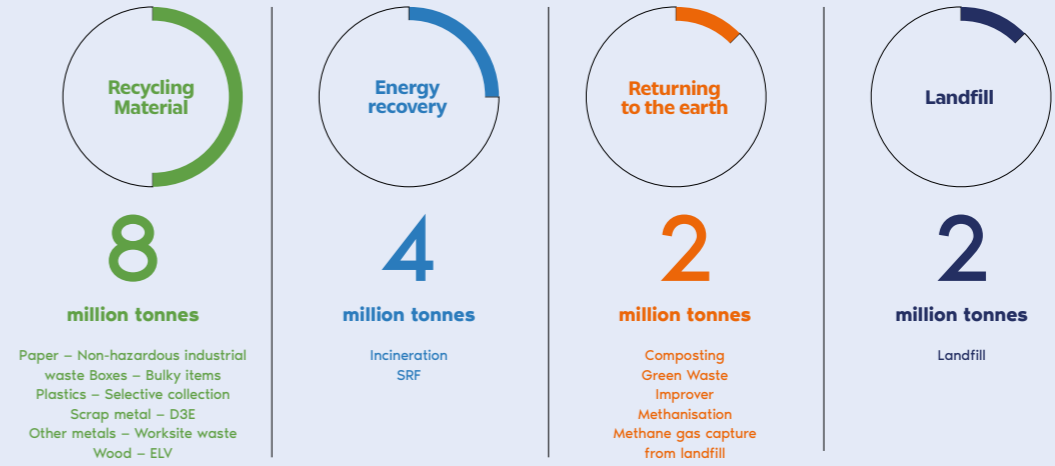 Recycling
Material
8
million tonnes
Paper – Non-hazardous industrial
waste Boxes – Bulky items
Plastics – Selective collection
Scrap metal – D3E
Other metals – Worksite waste
Wood – ELV
Energy
recovery
4
million tonnes
Incineration
SRF
Returning
to the earth
2
million tonnes
Composting
Green Waste
Improver
Methanisation
Methane gas capture
from landfill
Landfill
2
million tonnes
Landfill